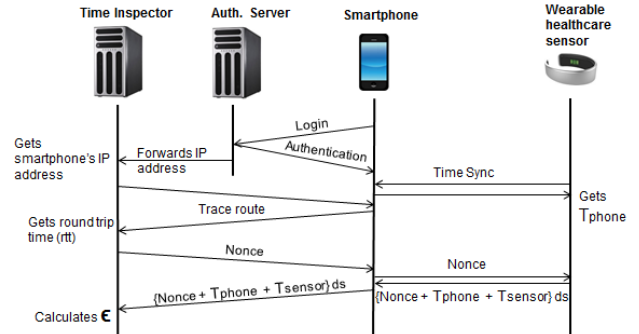 Time Inspector
Auth. Server
Smartphone
Wearable
healthcare
sensor
Login
Authentication
Gets
smartphone's IP
address
Forwards IP
address
Time Sync
Gets
Tphone
Trace route
Gets round trip
time (rtt)
Nonce
Nonce
{Nonce + Tphone + Tsensor} ds
{Nonce + Tphone + Tsensor} ds
Calculates €